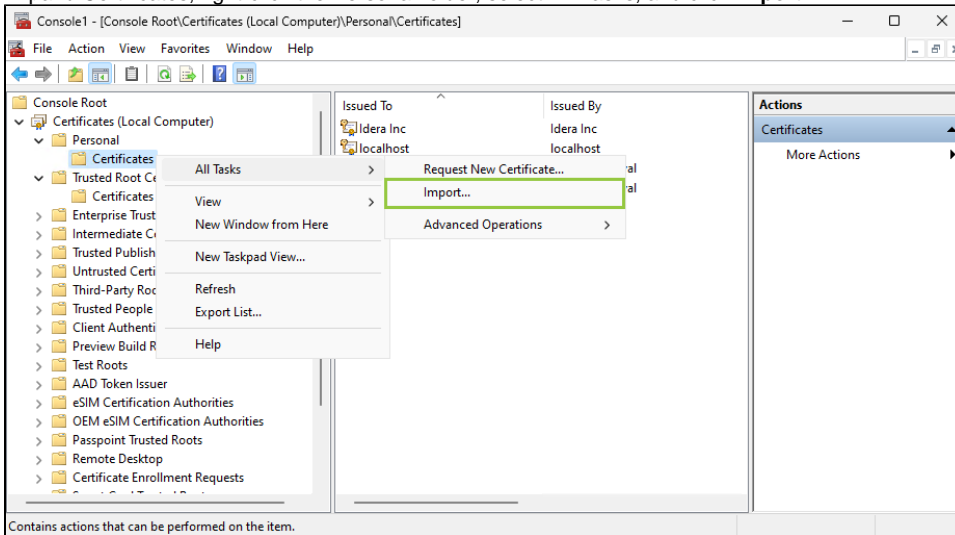 Console1 - [Console Root\Certificates (Local Computer)\Personal\Certificates]
File Action View Favorites Window Help
Console Root
Certificates (Local Computer)
Personal
Certificates
Trusted Root Ce
Certificates
Enterprise Trust
Intermediate Ce
Trusted Publish
Untrusted Certi
Third-Party Roo
Trusted People
Client Authenti
Preview Build R
Test Roots
AAD Token Issuer
eSIM Certification Authorities
OEM eSIM Certification Authorities
Passpoint Trusted Roots
Remote Desktop
Certificate Enrollment Requests
All Tasks
View
New Window from Here
New Taskpad View...
Refresh
Export List...
Help
Request New Certificate...
Import...
Advanced Operations
Issued To Issued By
Idera Inc Idera Inc
localhost localhost
al
al
Actions
Certificates
More Actions
Contains actions that can be performed on the item.